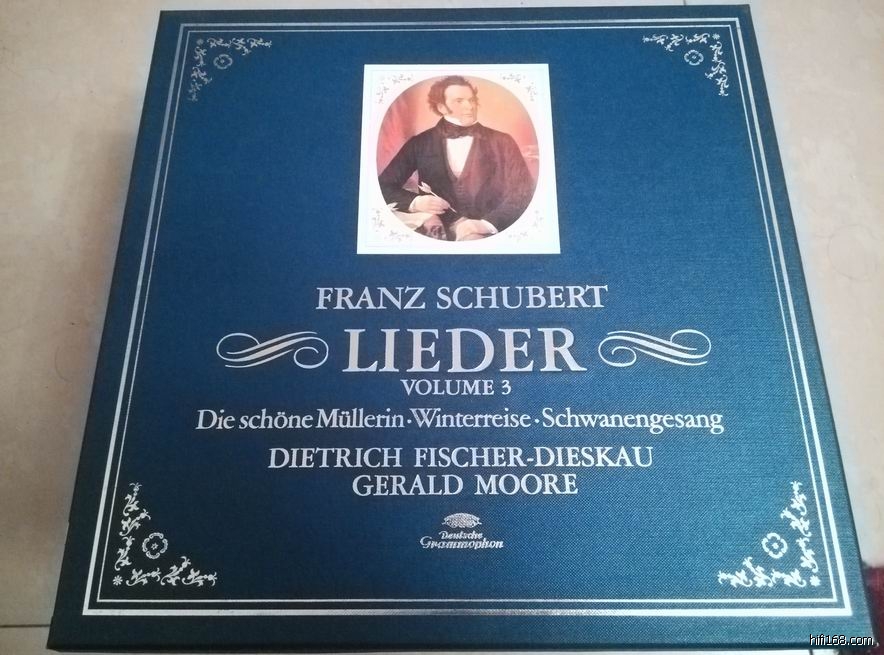 FRANZ SCHUBERT
LIEDER
VOLUME 3
Die schöne Müllerin·Winterreise·Schwanengesang
DIETRICH FISCHER-DIESKAU
GERALD MOORE
Deutsche
Grammophon
hifi168.com